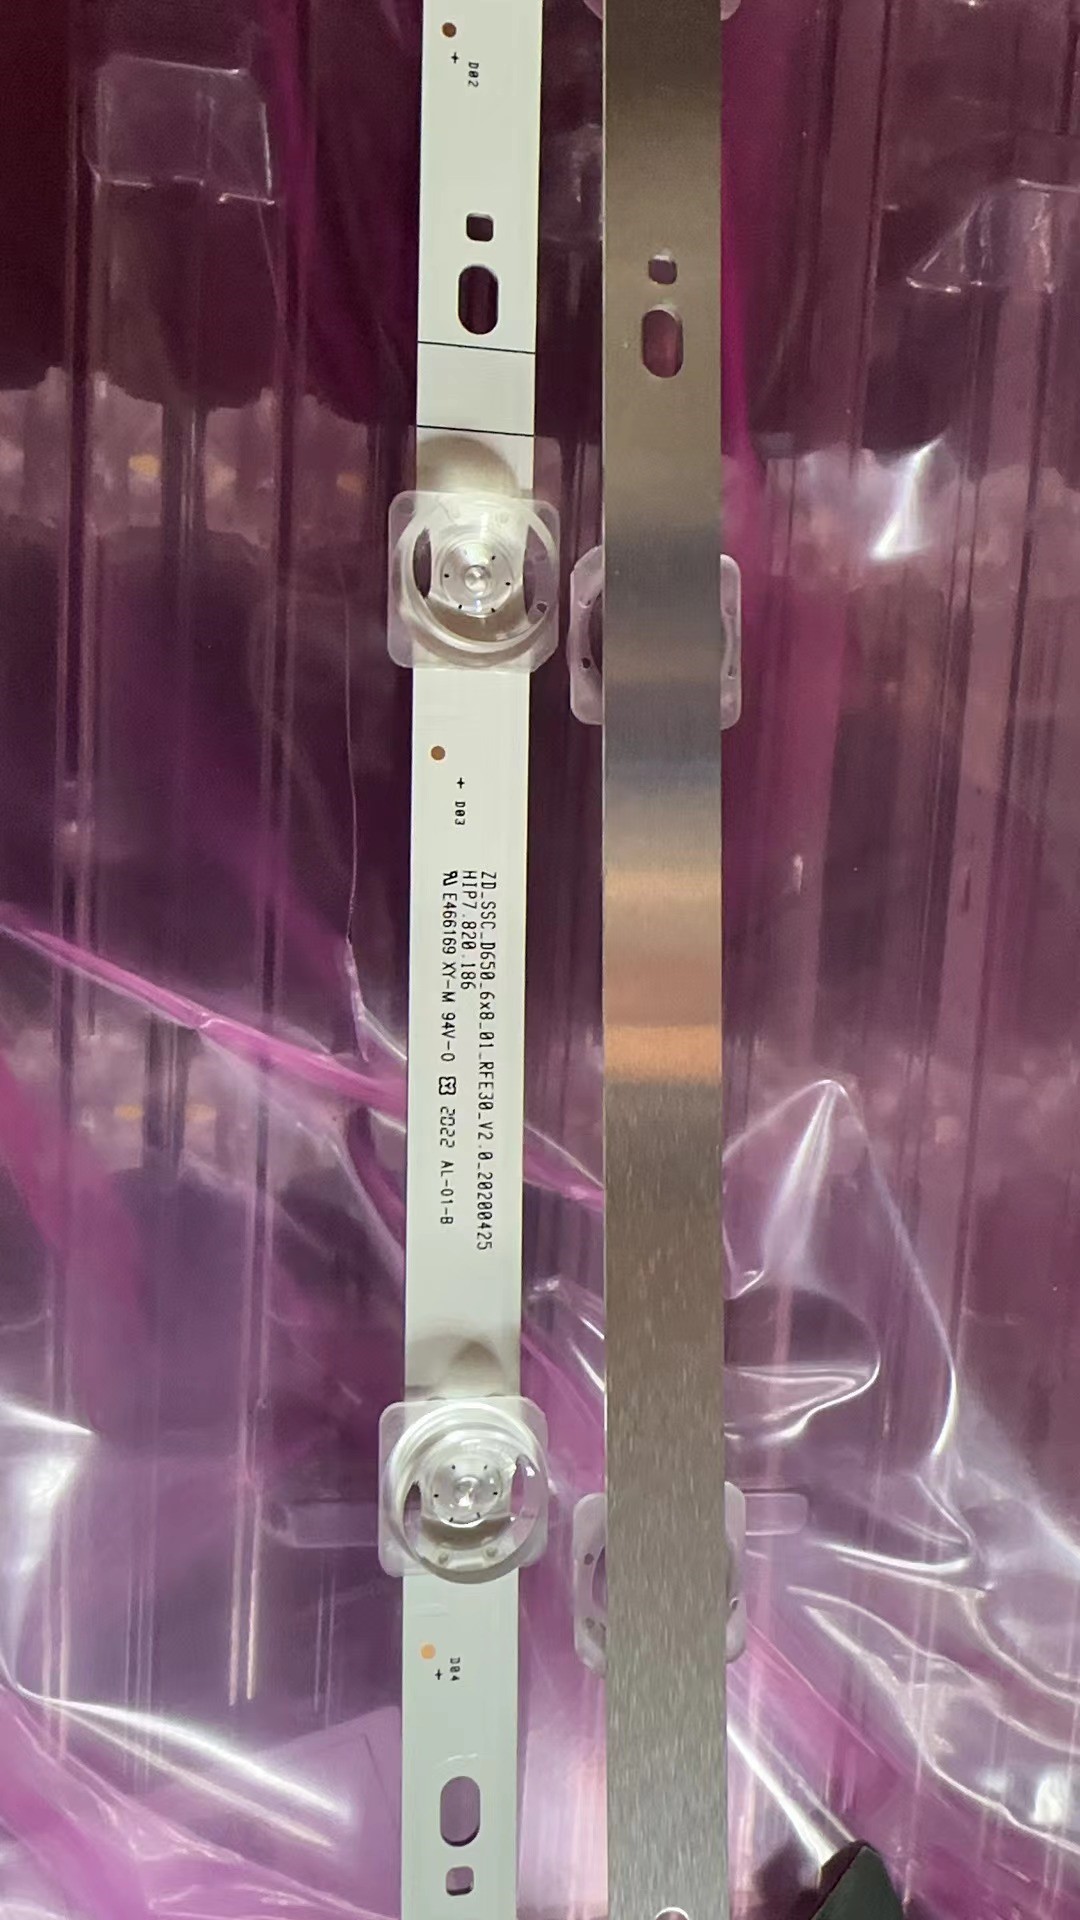 + D02
+ D03
ZD_SSC_D650_6x8_01_RFE30_V2.0_20200425
HIP7.820.186
E466169 XY-M 94V-0 2022 AL-01-B
+ D04